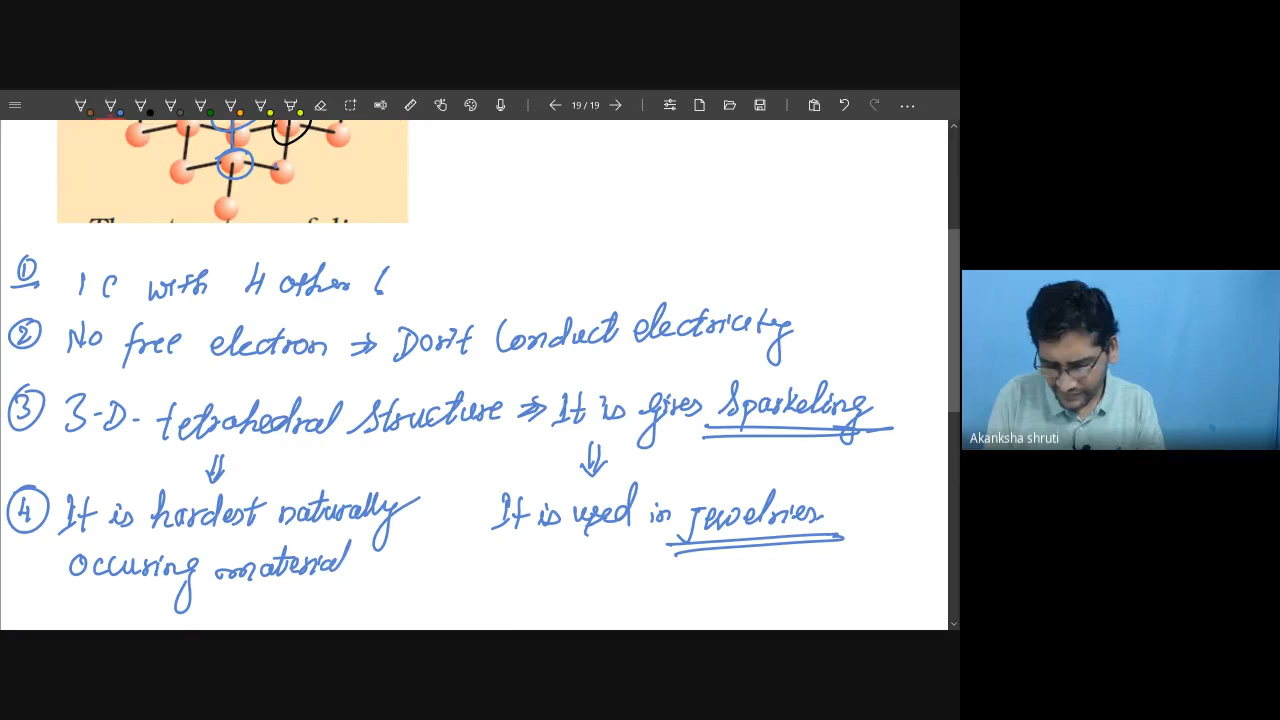 19 / 19
① 1 C with 4 other C
② No free electron ⇒ Don't Conduct electricity
③ 3-D- tetrahedral structure ⇒ It is gives Sparkeling
Akanksha shruti
⇓ ⇓
④ It is hardest naturally It is used in Jewelries
occuring material